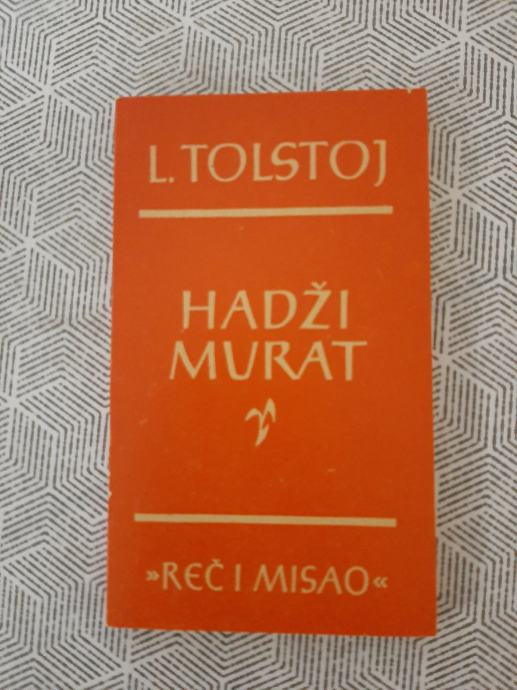 L. TOLSTOJ
HADŽI
MURAT
»REČ I MISAO«